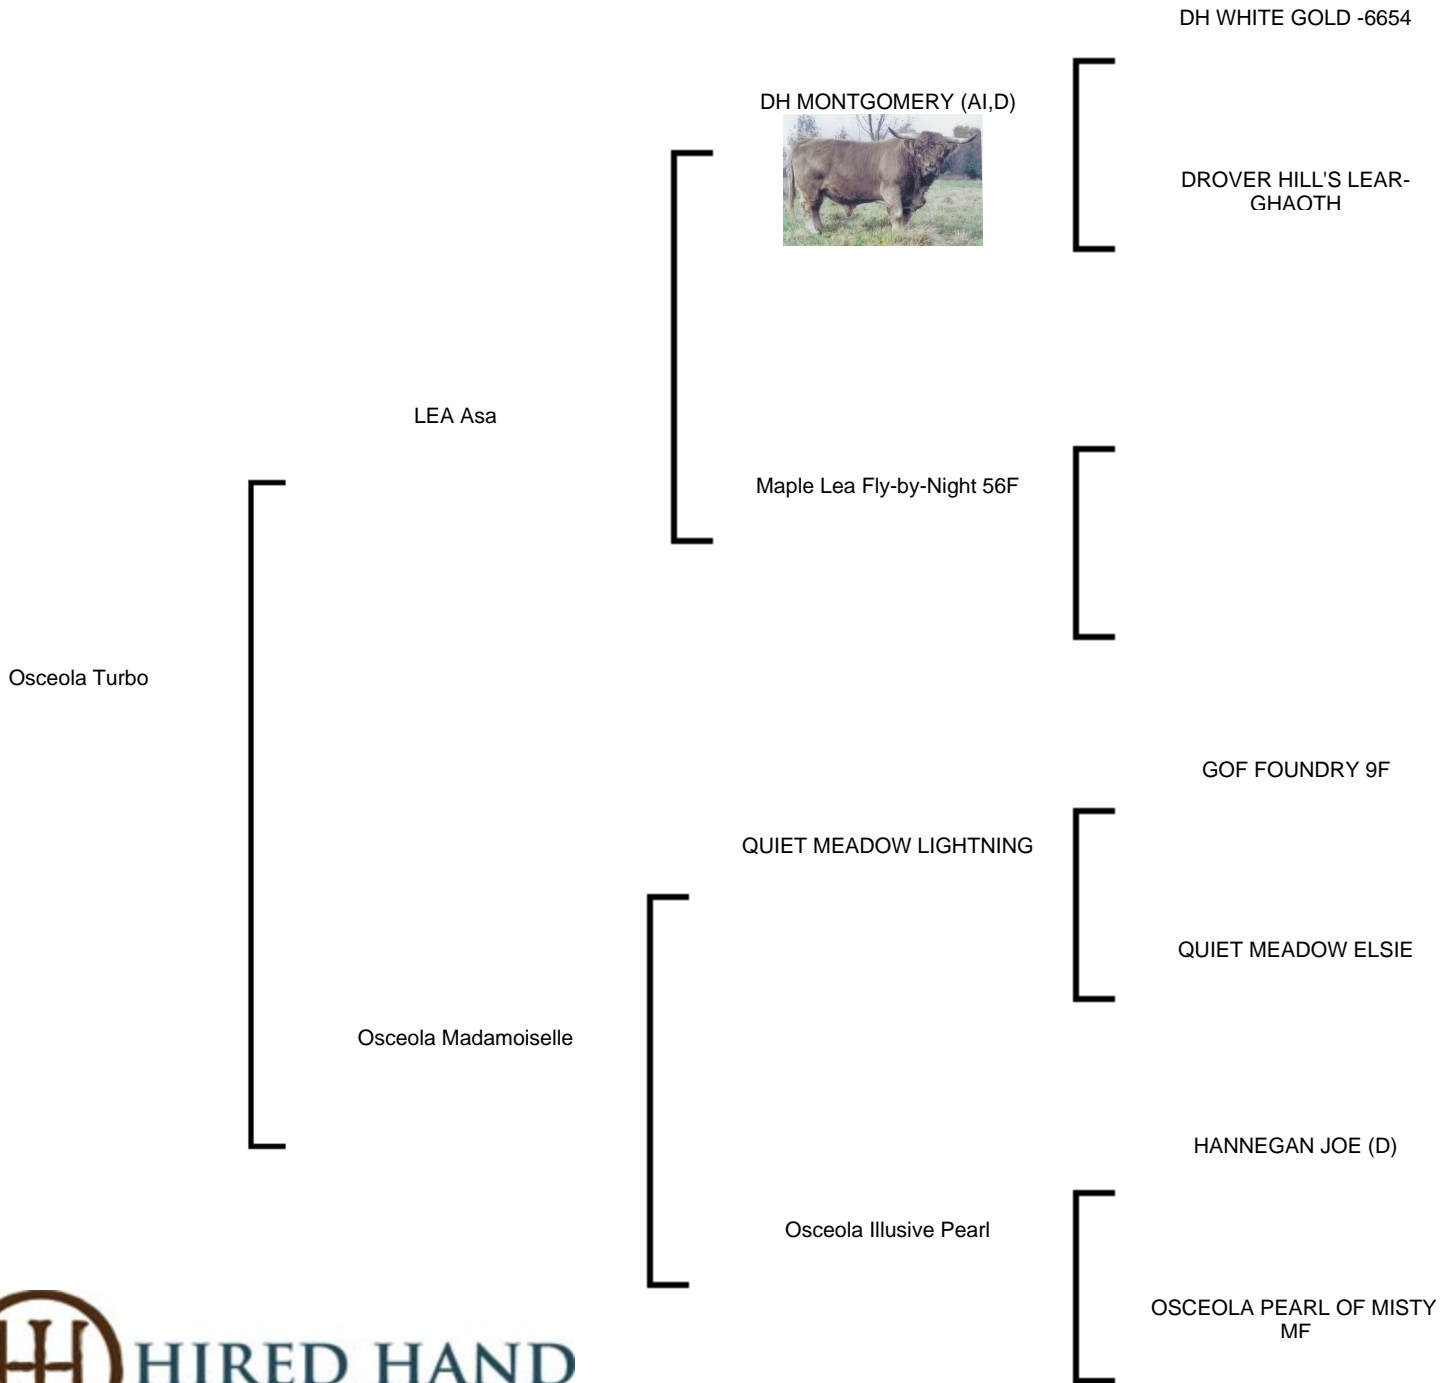 DH WHITE GOLD -6654
DH MONTGOMERY (AI,D)
DROVER HILL'S LEAR-
GHAOTH
LEA Asa
Maple Lea Fly-by-Night 56F
Osceola Turbo
GOF FOUNDRY 9F
QUIET MEADOW LIGHTNING
QUIET MEADOW ELSIE
Osceola Madamoiselle
HANNEGAN JOE (D)
Osceola Illusive Pearl
OSCEOLA PEARL OF MISTY
MF
HIRED HAND